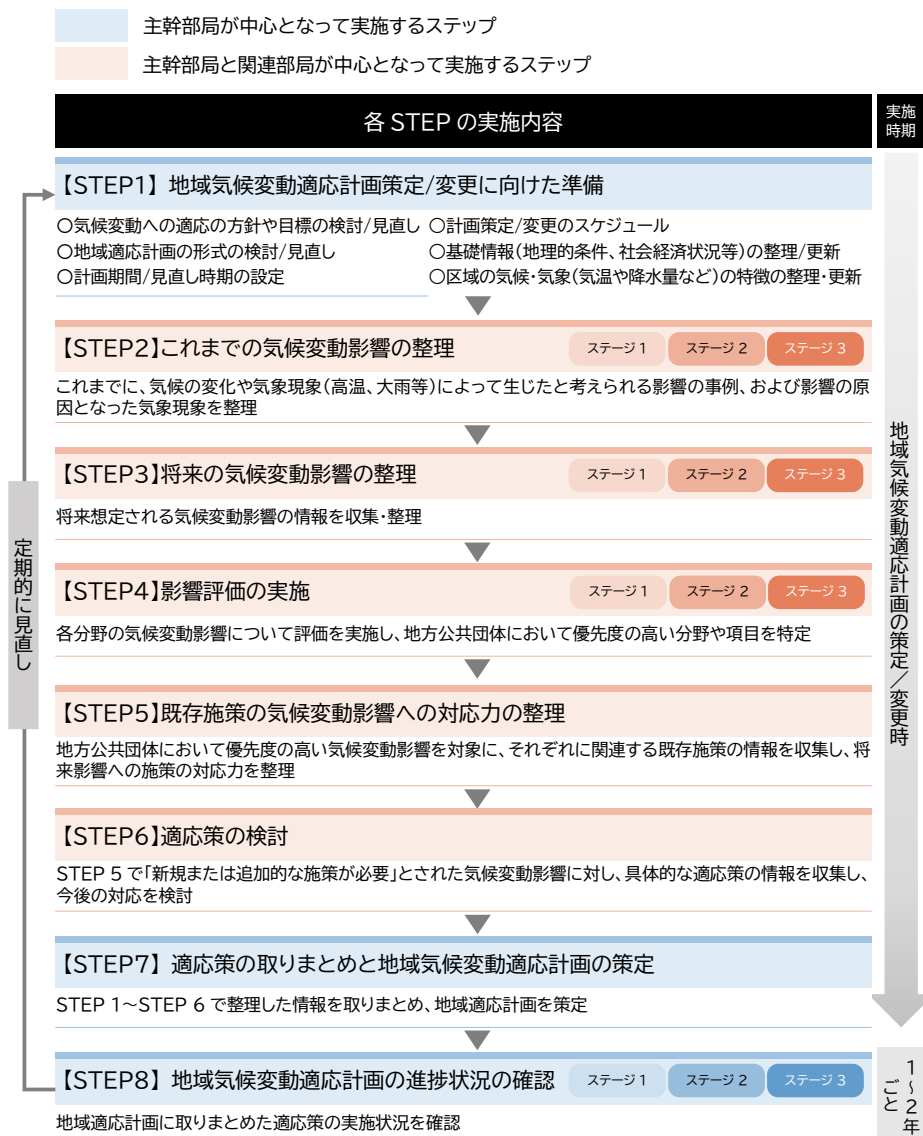 主幹部局が中心となって実施するステップ
主幹部局と関連部局が中心となって実施するステップ
各 STEP の実施内容
実施
時期
【STEP1】 地域気候変動適応計画策定/変更に向けた準備
○気候変動への適応の方針や目標の検討/見直し
○地域適応計画の形式の検討/見直し
○計画期間/見直し時期の設定
○計画策定/変更のスケジュール
○基礎情報(地理的条件、社会経済状況等)の整理/更新
○区域の気候・気象(気温や降水量など)の特徴の整理・更新
【STEP2】これまでの気候変動影響の整理
ステージ 1
ステージ 2
ステージ 3
これまでに、気候の変化や気象現象(高温、大雨等)によって生じたと考えられる影響の事例、および影響の原
因となった気象現象を整理
【STEP3】将来の気候変動影響の整理
ステージ 1
ステージ 2
ステージ 3
将来想定される気候変動影響の情報を収集・整理
【STEP4】影響評価の実施
ステージ 1
ステージ 2
ステージ 3
各分野の気候変動影響について評価を実施し、地方公共団体において優先度の高い分野や項目を特定
【STEP5】既存施策の気候変動影響への対応力の整理
地方公共団体において優先度の高い気候変動影響を対象に、それぞれに関連する既存施策の情報を収集し、将
来影響への施策の対応力を整理
【STEP6】適応策の検討
STEP 5 で「新規または追加的な施策が必要」とされた気候変動影響に対し、具体的な適応策の情報を収集し、
今後の対応を検討
【STEP7】 適応策の取りまとめと地域気候変動適応計画の策定
STEP 1~STEP 6 で整理した情報を取りまとめ、地域適応計画を策定
【STEP8】 地域気候変動適応計画の進捗状況の確認
ステージ 1
ステージ 2
ステージ 3
地域適応計画に取りまとめた適応策の実施状況を確認
定期的に見直し
地域気候変動適応計画の策定/変更時
1~2年
ごと